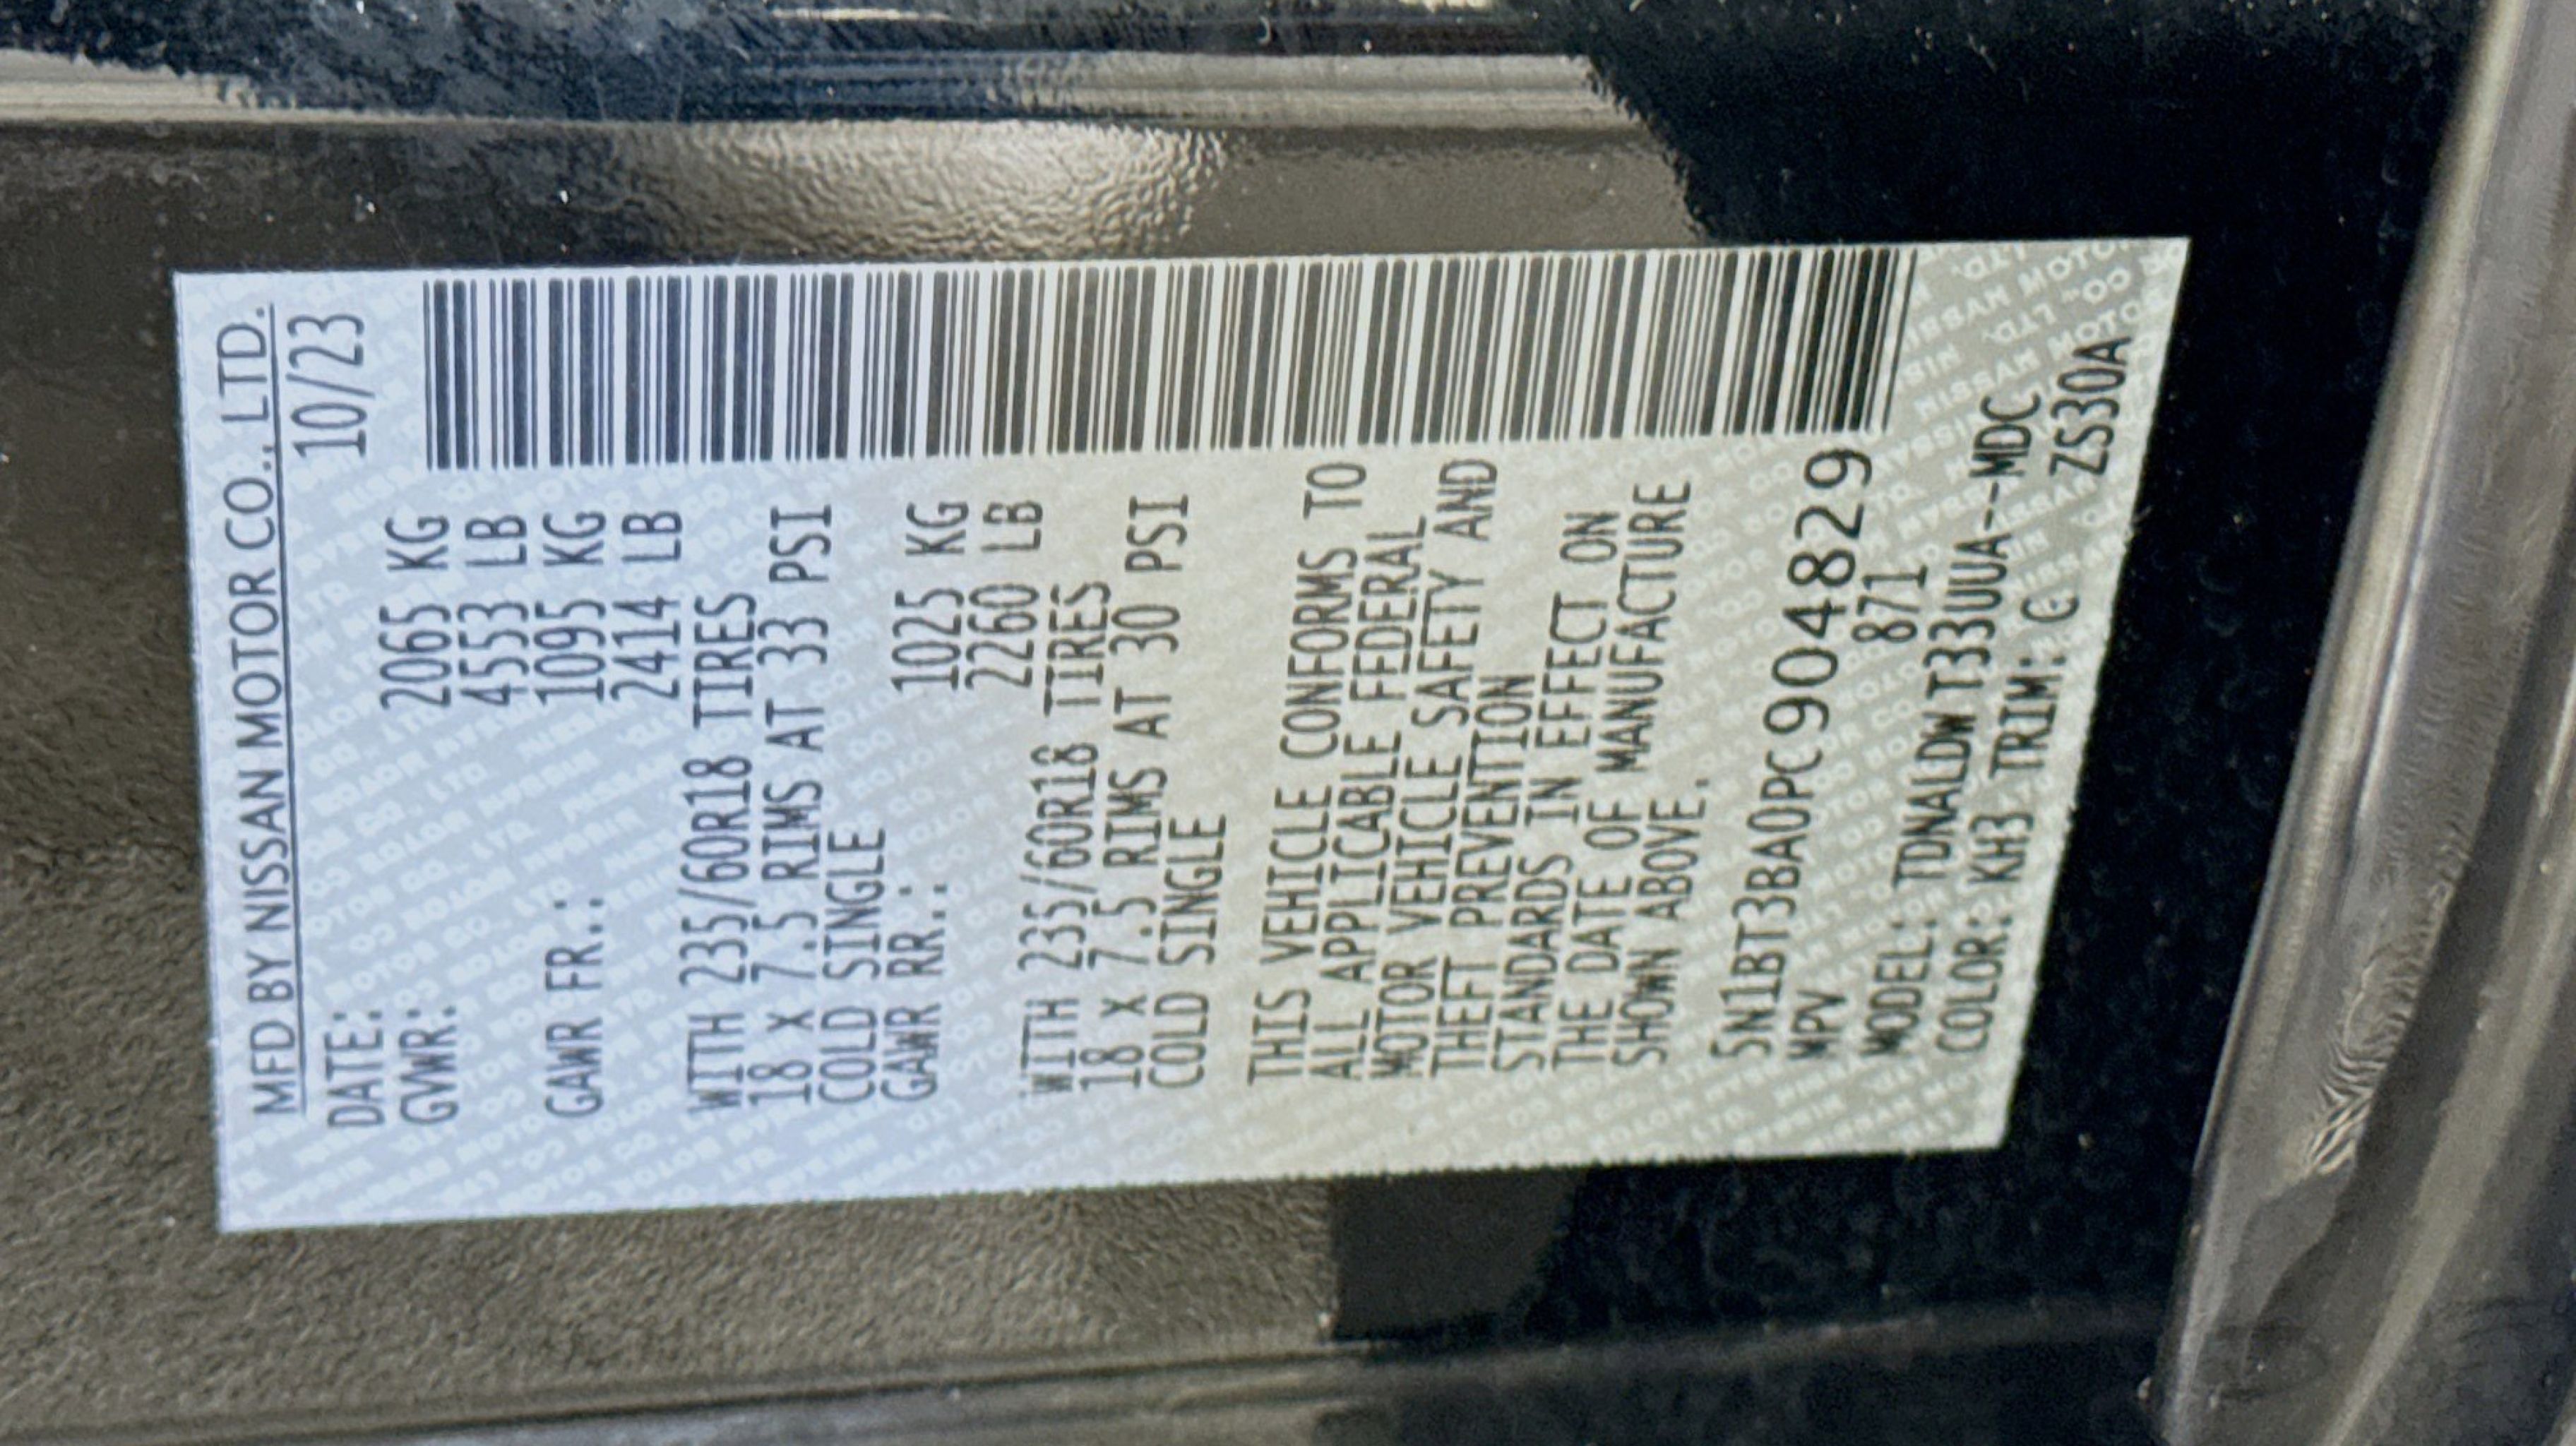 MFD BY NISSAN MOTOR CO., LTD.
DATE: 10/23
GVWR: 2065 KG
4553 LB
GAWR FR.: 1095 KG
2414 LB
WITH 235/60R18 TIRES
18 X 7.5 RIMS AT 33 PSI
COLD SINGLE
GAWR RR.: 1025 KG
2260 LB
WITH 235/60R18 TIRES
18 X 7.5 RIMS AT 30 PSI
COLD SINGLE
THIS VEHICLE CONFORMS TO
ALL APPLICABLE FEDERAL
MOTOR VEHICLE SAFETY AND
THEFT PREVENTION
STANDARDS IN EFFECT ON
THE DATE OF MANUFACTURE
SHOWN ABOVE.
5N1BT3BA0PC904829
MPV 871
MODEL: TDNALDWT33UUA--MDC
COLOR: KH3 TRIM: G ZS30A